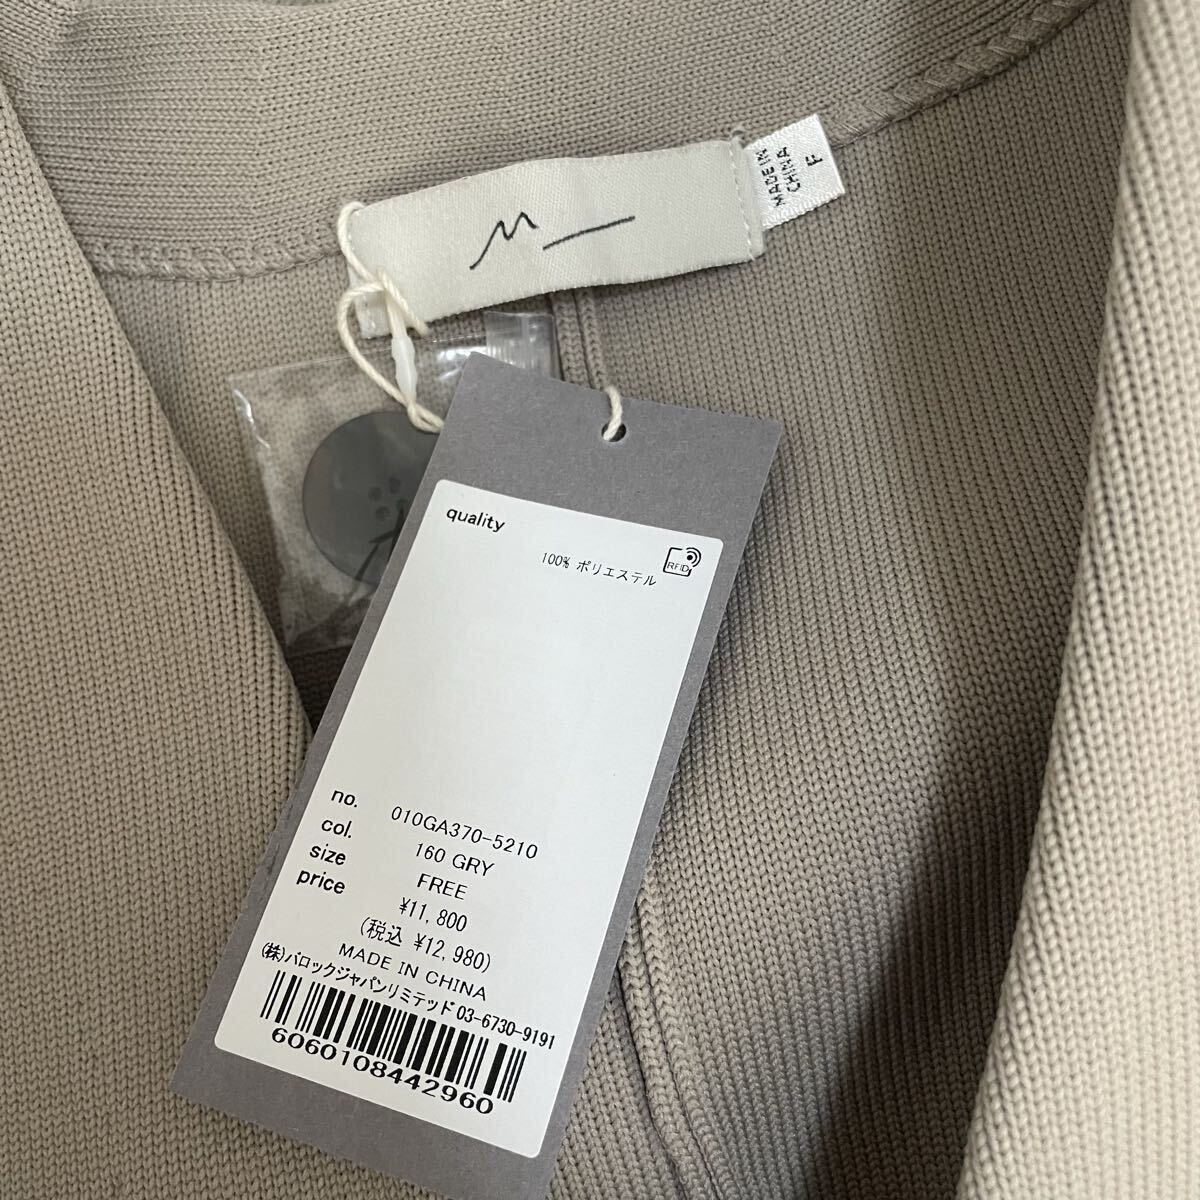 M_
MADE IN
CHINA
F
quality
RFID
100% ポリエステル
no. 010GA370-5210
col. 160 GRY
size FREE
price ¥11,800
(税込 ¥12,980)
MADE IN CHINA
(株)バロックジャパンリミテッド 03-6730-9191
6060108442960